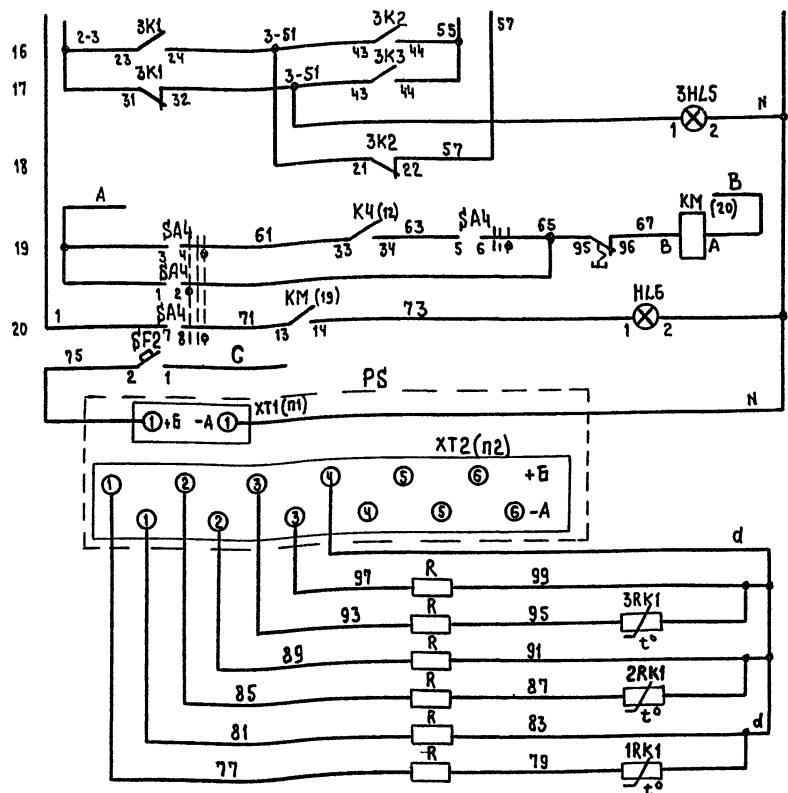 3K2 57
3K1 55
16 2-3 3-51
23 24 43 44
3K1 3K3
17 3-51
31 32 43 44
3HL5 N
1 2
3K2
18 57
21 22
A B
KM
(20)
$A4 K4(12) $A4
19 61 63 65 67
3 4 33 34 5 6 95 96 B A
$A4
1 2
$A4 KM(19) HL6
20 1 71 73
7 8 13 14 1 2
SF2
75 C
2 1
PS
N
XT1(П1)
1 +Б -А 1
XT2(П2)
1 2 3 4 5 6 +Б
1 2 3 4 5 6 -А
d
97 R 99
93 R 95 3RK1
t°
89 R 91
85 R 87 2RK1
t°
81 R 83 d
77 R 79 1RK1
t°